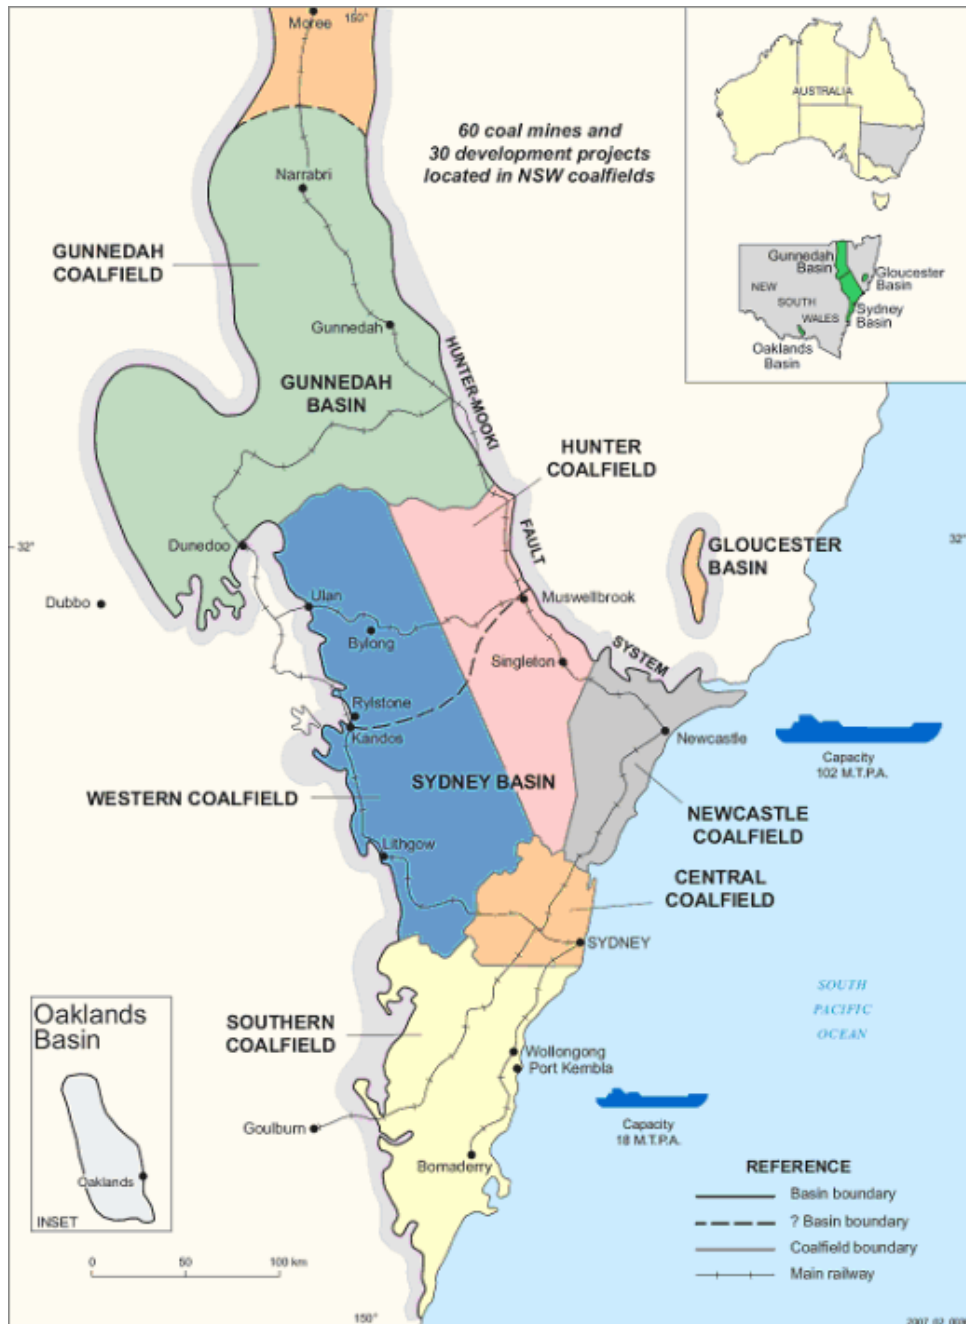 Moree
150°
60 coal mines and
30 development projects
located in NSW coalfields
AUSTRALIA
Narrabri
GUNNEDAH
COALFIELD
Gunnedah
Basin
Gloucester
Basin
NEW
SOUTH
WALES
Sydney
Basin
Oaklands
Basin
Gunnedah
HUNTER-MOOKI
GUNNEDAH
BASIN
HUNTER
COALFIELD
FAULT
32°
Dunedoo
GLOUCESTER
BASIN
32°
Dubbo
Ulan
Muswellbrook
Bylong
SYSTEM
Singleton
Rylstone
Kandos
Newcastle
Capacity
102 M.T.P.A.
SYDNEY BASIN
WESTERN COALFIELD
NEWCASTLE
COALFIELD
Lithgow
CENTRAL
COALFIELD
SYDNEY
SOUTH
PACIFIC
OCEAN
Oaklands
Basin
SOUTHERN
COALFIELD
Wollongong
Port Kembla
Goulburn
Capacity
18 M.T.P.A.
Bomaderry
Oaklands
INSET
REFERENCE
Basin boundary
? Basin boundary
Coalfield boundary
Main railway
0
50
100 km
150°